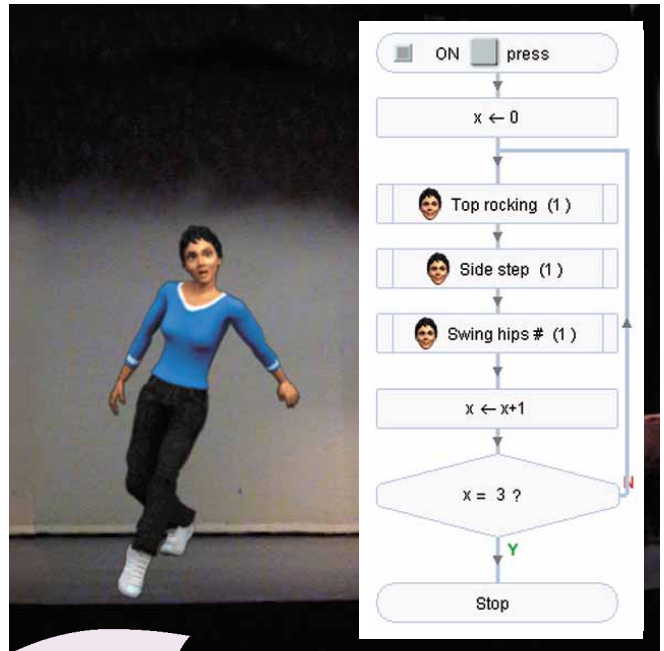 ON press
x ← 0
Top rocking (1)
Side step (1)
Swing hips # (1)
x ← x+1
x = 3 ?
N
Y
Stop